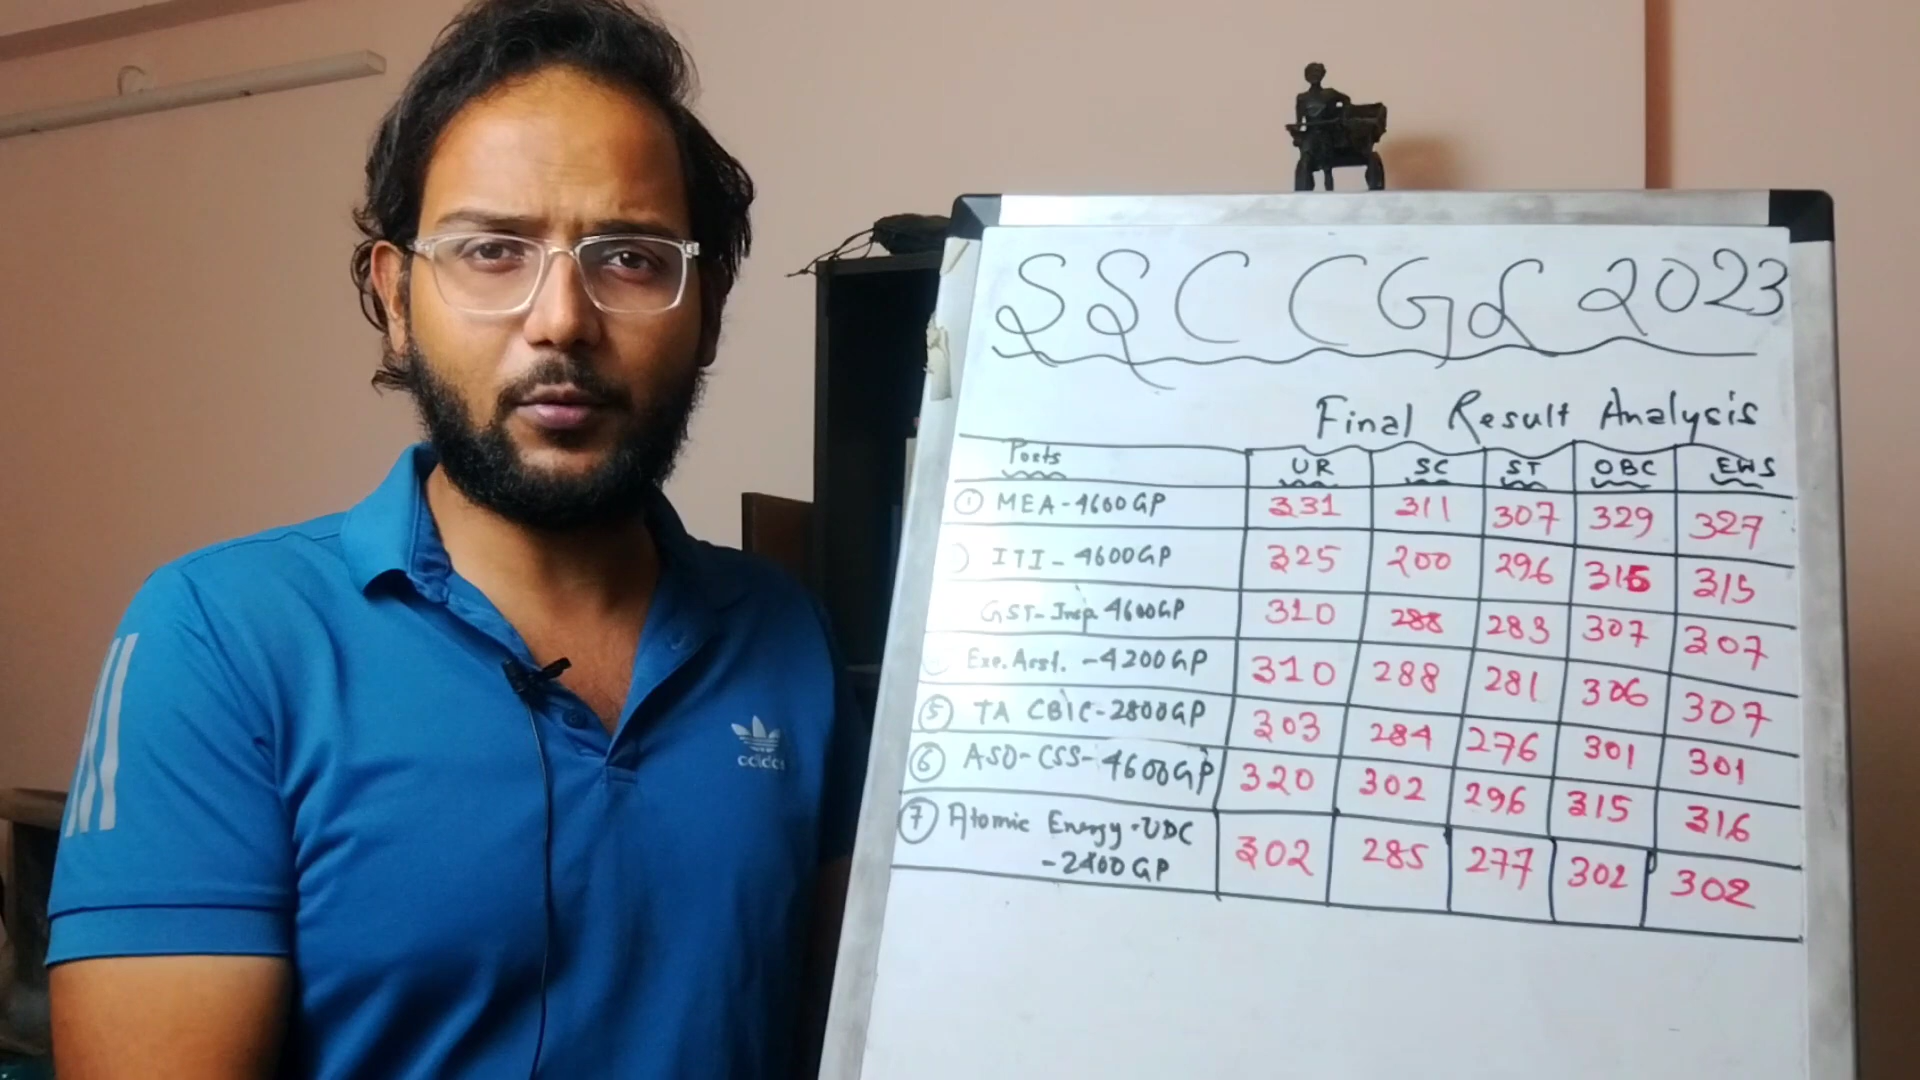 SSC CGL 2023
Final Result Analysis
Posts UR SC ST OBC EWS
① MEA-4600GP 331 311 307 329 327
) ITI-4600GP 325 200 296 315 315
GST-Insp. 4600GP 310 288 283 307 307
Exe. Asst. -4200GP 310 288 281 306 307
⑤ TA CBIC-2800GP 303 284 276 301 301
⑥ ASO-CSS-4600GP 320 302 296 315 316
⑦ Atomic Energy-UDC 302 285 277 302 302
-2400GP
adidas